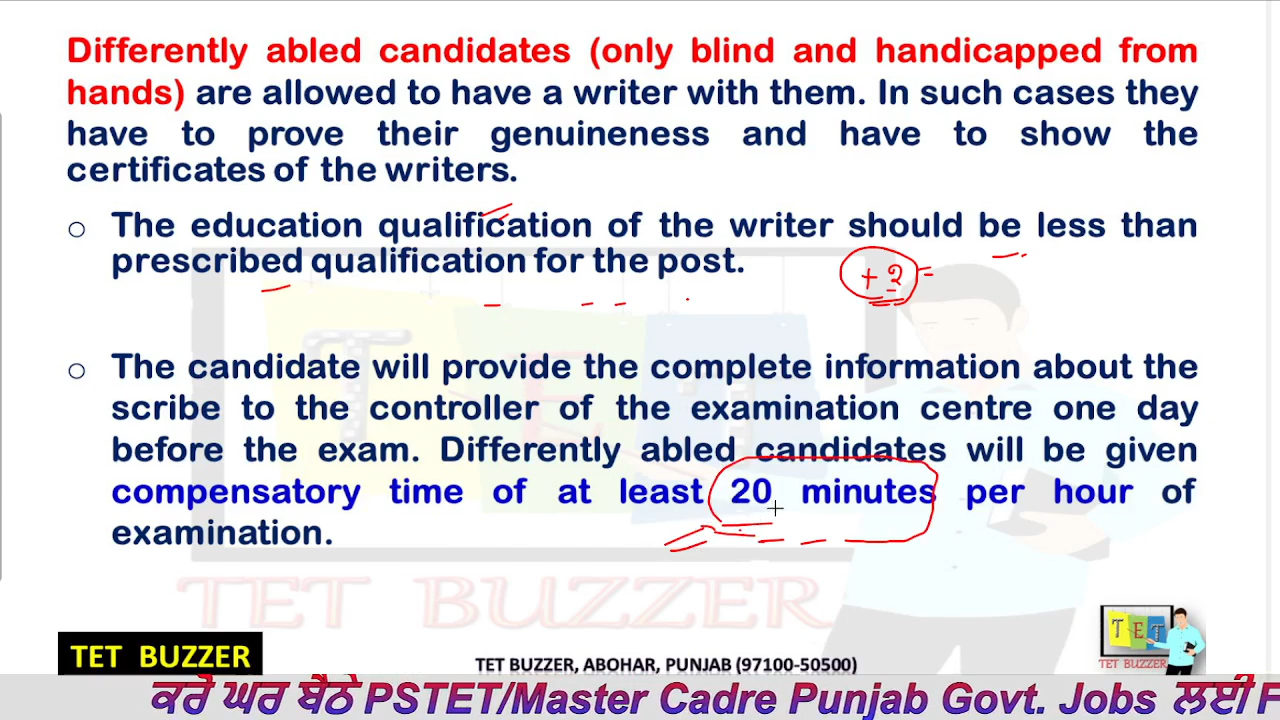 Differently abled candidates (only blind and handicapped from
hands) are allowed to have a writer with them. In such cases they
have to prove their genuineness and have to show the
certificates of the writers.
o The education qualification of the writer should be less than
prescribed qualification for the post.
+2
o The candidate will provide the complete information about the
scribe to the controller of the examination centre one day
before the exam. Differently abled candidates will be given
compensatory time of at least 20 minutes per hour of
examination.
TET BUZZER
TET
TET BUZZER
TET BUZZER
TET BUZZER, ABOHAR, PUNJAB (97100-50500)
ਕਰੋ ਘਰ ਬੈਠੇ PSTET/Master Cadre Punjab Govt. Jobs ਲਈ F